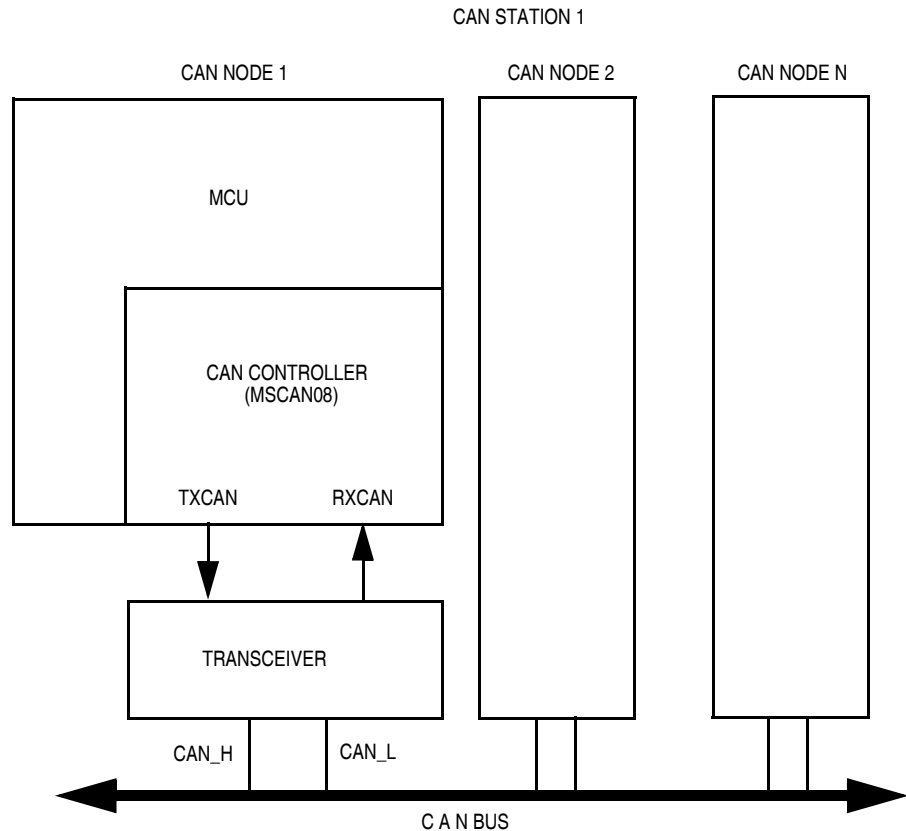 CAN STATION 1
CAN NODE 1
CAN NODE 2
CAN NODE N
MCU
CAN CONTROLLER
(MSCAN08)
TXCAN
RXCAN
TRANSCEIVER
CAN_H
CAN_L
C A N BUS